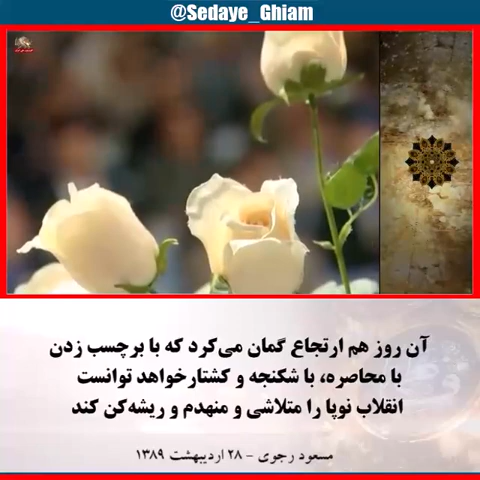 @Sedaye_Ghiam
آن روز هم ارتجاع گمان می‌کرد که با برچسب زدن
با محاصره، با شکنجه و کشتارخواهد توانست
انقلاب نوپا را متلاشی و منهدم و ریشه‌کن کند
مسعود رجوی - ۲۸ اردیبهشت ۱۳۸۹